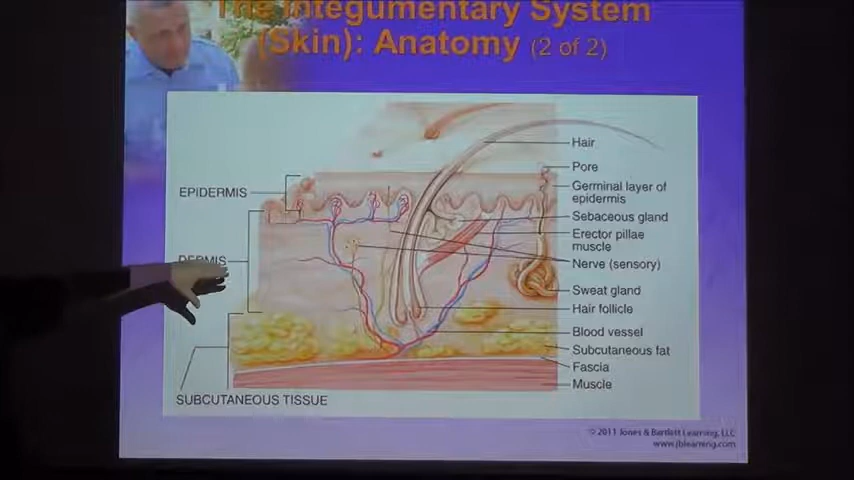 The Integumentary System
(Skin): Anatomy (2 of 2)
Hair
Pore
EPIDERMIS
Germinal layer of
epidermis
Sebaceous gland
Erector pillae
muscle
DERMIS
Nerve (sensory)
Sweat gland
Hair follicle
Blood vessel
Subcutaneous fat
Fascia
Muscle
SUBCUTANEOUS TISSUE
© 2011 Jones & Bartlett Learning, LLC
www.jblearning.com